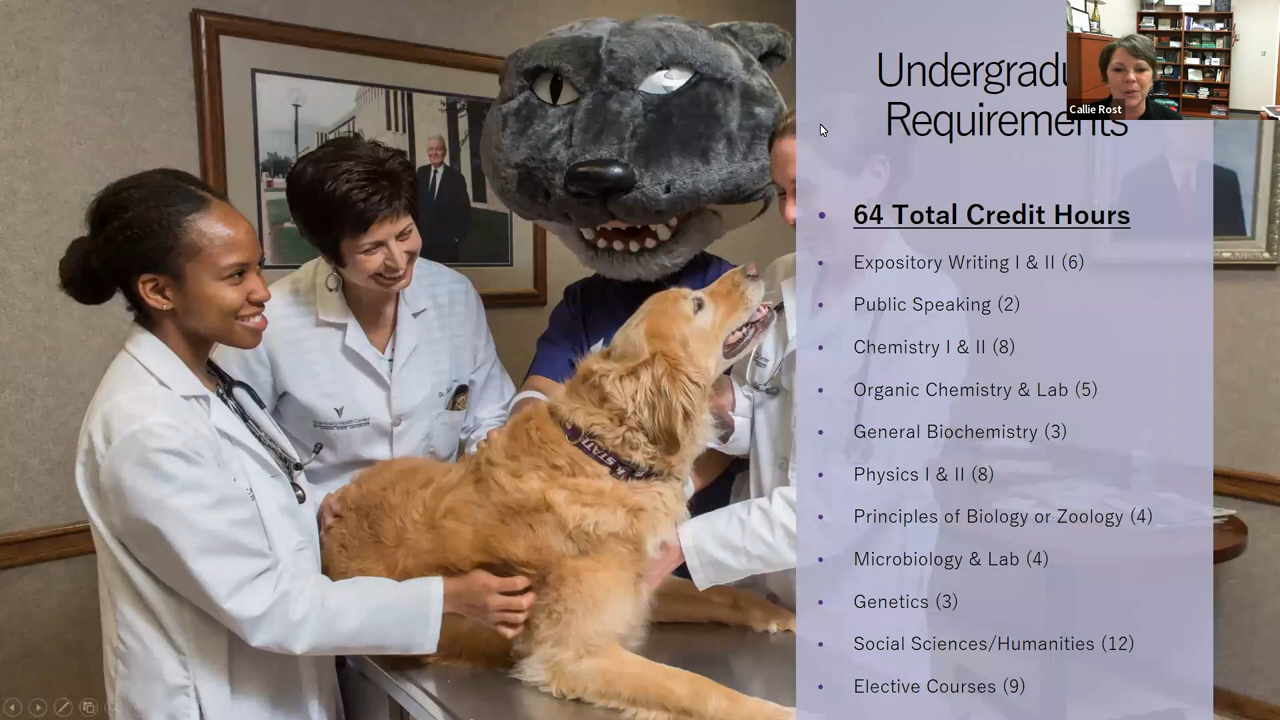 Undergradu
Requirements
Callie Rost
• 64 Total Credit Hours
• Expository Writing I & II (6)
• Public Speaking (2)
• Chemistry I & II (8)
• Organic Chemistry & Lab (5)
• General Biochemistry (3)
• Physics I & II (8)
• Principles of Biology or Zoology (4)
• Microbiology & Lab (4)
• Genetics (3)
• Social Sciences/Humanities (12)
• Elective Courses (9)
K STATE